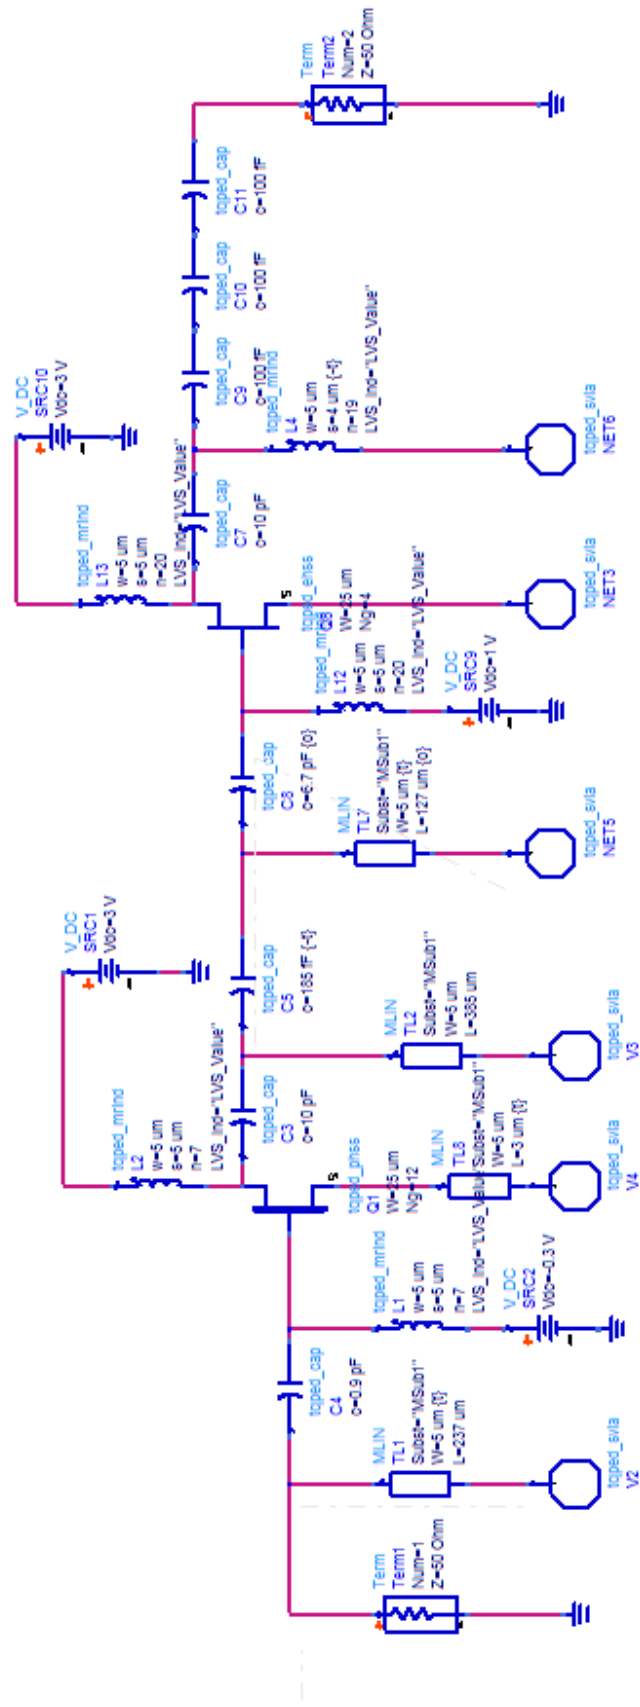 Term
Term1
Num=1
Z=50 Ohm
MLIN
TL1
Subst="MSub1"
W=5 um {t}
L=237 um
tqped_svia
V2
tqped_cap
C4
c=0.9 pF
tqped_mrind
L1
w=5 um
s=5 um
n=7
LVS_Ind="LVS_Value"
V_DC
SRC2
Vdc=-0.3 V
tqped_phss
Q1
W=25 um
Ng=12
MLIN
TL8
Subst="MSub1"
W=5 um
L=3 um {t}
tqped_svia
V4
tqped_mrind
L2
w=5 um
s=5 um
n=7
LVS_Ind="LVS_Value"
V_DC
SRC1
Vdc=3 V
tqped_cap
C3
c=10 pF
MLIN
TL2
Subst="MSub1"
W=5 um
L=385 um
tqped_svia
V3
tqped_cap
C5
c=185 fF {-t}
MLIN
TL7
Subst="MSub1"
W=5 um {t}
L=127 um {o}
tqped_svia
NET5
tqped_cap
C8
c=6.7 pF {o}
tqped_mrind
L12
w=5 um
s=5 um
n=20
LVS_Ind="LVS_Value"
V_DC
SRC9
Vdc=1 V
tqped_ehss
W=25 um
Ng=4
S
tqped_svia
NET3
tqped_mrind
L13
w=5 um
s=5 um
n=20
LVS_Ind="LVS_Value"
V_DC
SRC10
Vdc=3 V
tqped_cap
C7
c=10 pF
tqped_mrind
L4
w=5 um
s=4 um {-t}
n=19
LVS_Ind="LVS_Value"
tqped_svia
NET6
tqped_cap
C9
c=100 fF
tqped_cap
C10
c=100 fF
tqped_cap
C11
c=100 fF
Term
Term2
Num=2
Z=50 Ohm